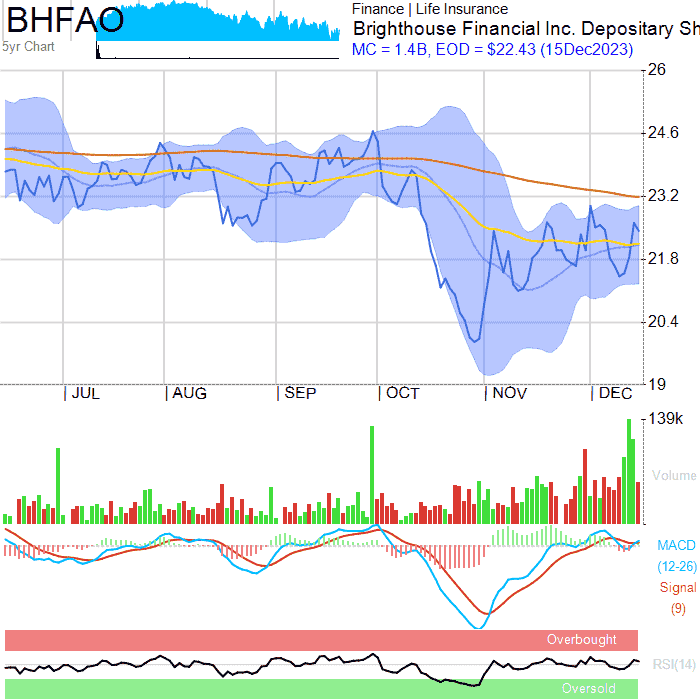 BHFAO
5yr Chart
Finance | Life Insurance
Brighthouse Financial Inc. Depositary Sh
MC = 1.4B, EOD = $22.43 (15Dec2023)
26
24.6
23.2
21.8
20.4
19
| JUL | AUG | SEP | OCT | NOV | DEC
139k
Volume
MACD
(12-26)
Signal
(9)
Overbought
RSI(14)
Oversold